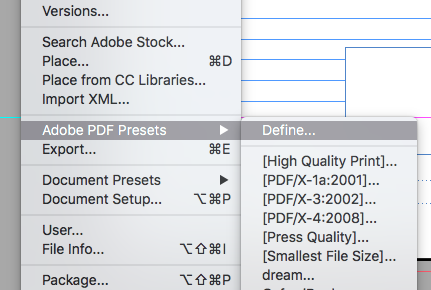 Versions...
Search Adobe Stock...
Place... ⌘D
Place from CC Libraries...
Import XML...
Adobe PDF Presets ▶
Export... ⌘E
Document Presets ▶
Document Setup... ⌥⌘P
User...
File Info... ⌥⇧⌘I
Package... ⌥⇧⌘P
Define...
[High Quality Print]...
[PDF/X-1a:2001]...
[PDF/X-3:2002]...
[PDF/X-4:2008]...
[Press Quality]...
[Smallest File Size]...
dream...